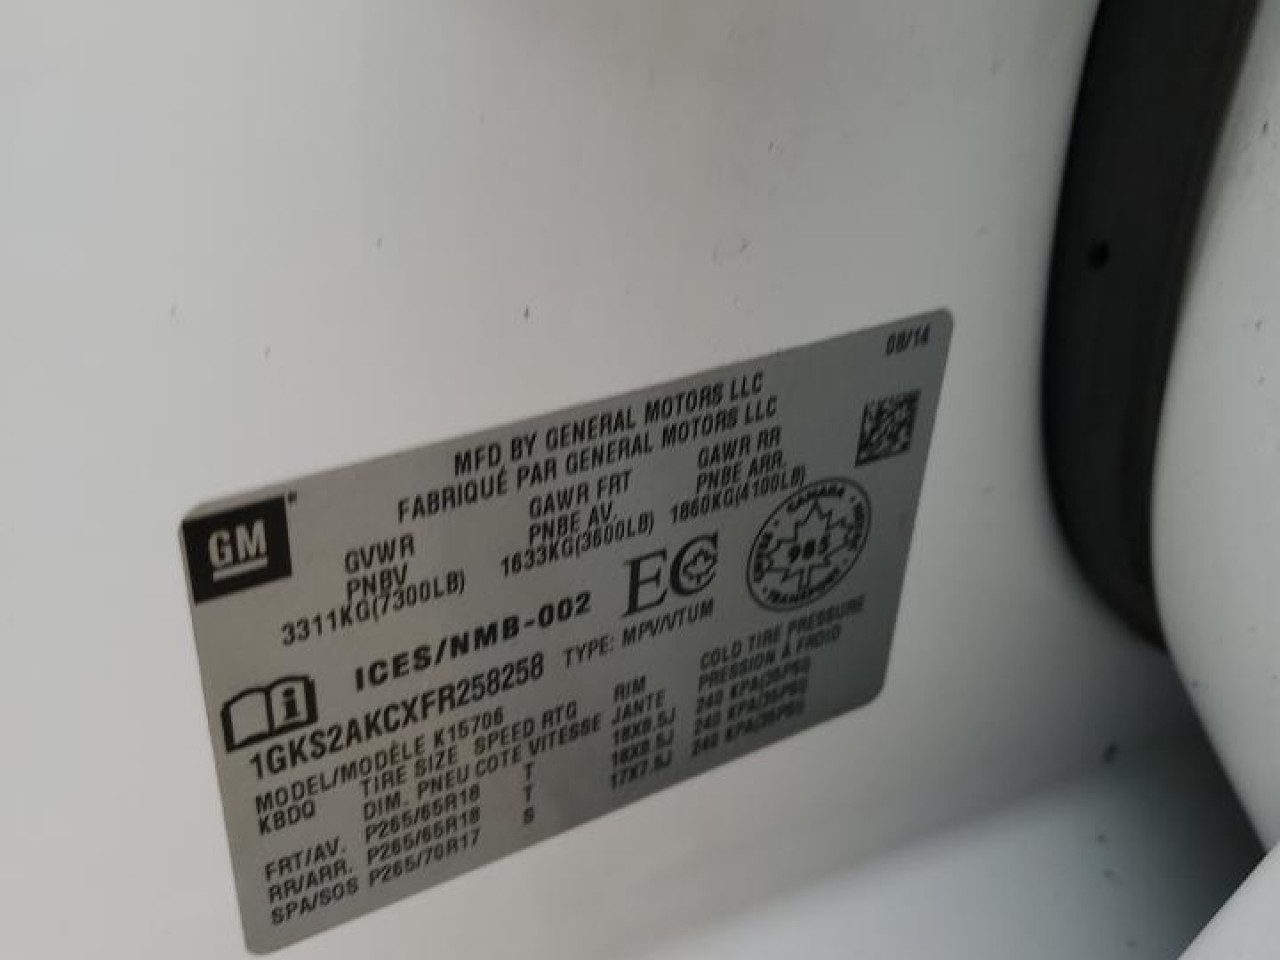 08/14
MFD BY GENERAL MOTORS LLC
FABRIQUÉ PAR GENERAL MOTORS LLC
GM
GVWR GAWR FRT GAWR RR
PNBV PNBE AV. PNBE ARR.
3311KG(7300LB) 1633KG(3600LB) 1860KG(4100LB)
ICES/NMB-002 EC CANADA 985 TRANSPORT
1GKS2AKCXFR258258 TYPE: MPV/VTUM
MODEL/MODÈLE K15706 RIM COLD TIRE PRESSURE
KBDQ TIRE SIZE SPEED RTG JANTE PRESSION À FROID
DIM. PNEU COTE VITESSE
FRT/AV. P265/65R18 T 18X8.5J 240 KPA(35PSI)
RR/ARR. P265/65R18 T 18X8.5J 240 KPA(35PSI)
SPA/SOS P265/70R17 S 17X7.5J 240 KPA(35PSI)